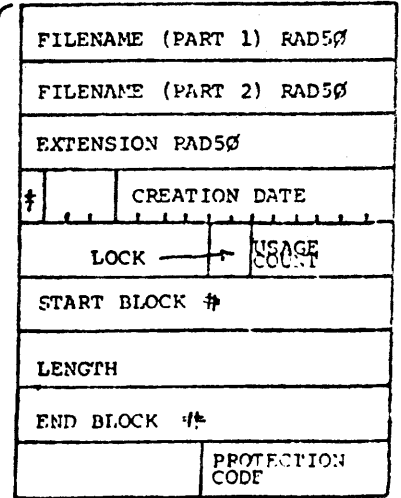 FILENAME (PART 1) RAD5Ø
FILENAME (PART 2) RAD5Ø
EXTENSION RAD5Ø
# CREATION DATE
LOCK USAGE
COUNT
START BLOCK #
LENGTH
END BLOCK #
PROTECTION
CODE